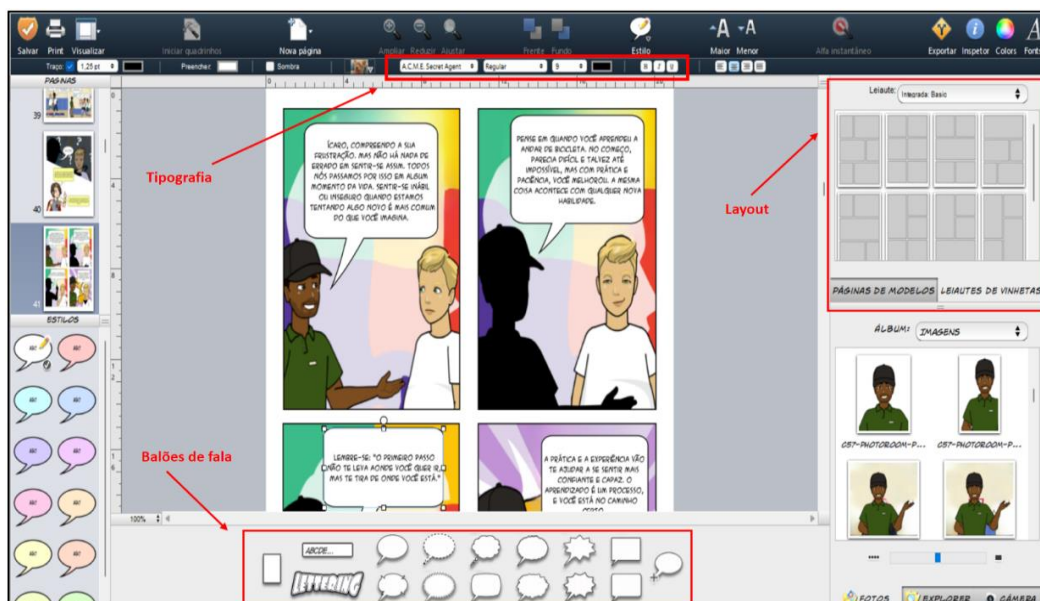 Salvar Print Visualizar Iniciar quadrinhos Nova página Ampliar Reduzir Ajustar Frente Fundo Estilo Maior Menor Alfa instantâneo Exportar Inspetor Colors Fonts
Traço: 1,25 pt Preencher: Sombra A.C.M.E. Secret Agent Regular 9 N I U
PÁGINAS
39
40
41
ESTILOS
Tipografia
ÍCARO, COMPREENDO A SUA
FRUSTRAÇÃO. MAS NÃO HÁ NADA DE
ERRADO EM SENTIR-SE ASSIM. TODOS
NÓS PASSAMOS POR ISSO EM ALGUM
MOMENTO DA VIDA. SENTIR-SE INÁBIL
OU INSEGURO QUANDO ESTAMOS
TENTANDO ALGO NOVO É MAIS COMUM
DO QUE VOCÊ IMAGINA.
PENSE EM QUANDO VOCÊ APRENDEU A
ANDAR DE BICICLETA. NO COMEÇO,
PARECIA DIFÍCIL E TALVEZ ATÉ
IMPOSSÍVEL, MAS COM PRÁTICA E
PACIÊNCIA, VOCÊ MELHOROU. A MESMA
COISA ACONTECE COM QUALQUER NOVA
HABILIDADE.
LEMBRE-SE: "O PRIMEIRO PASSO
NÃO TE LEVA AONDE VOCÊ QUER IR,
MAS TE TIRA DE ONDE VOCÊ ESTÁ."
A PRÁTICA E A EXPERIÊNCIA VÃO
TE AJUDAR A SE SENTIR MAIS
CONFIANTE E CAPAZ. O
APRENDIZADO É UM PROCESSO,
E VOCÊ ESTÁ NO CAMINHO
CERTO.
Balões de fala
100%
ABCDE...
LETTERING
Layout
Leiaute: Integrada: Basic
PÁGINAS DE MODELOS LEIAUTES DE VINHETAS
ÁLBUM: IMAGENS
G57-PHOTOROOM-P... G57-PHOTOROOM-P...
FOTOS EXPLORER CÂMERA